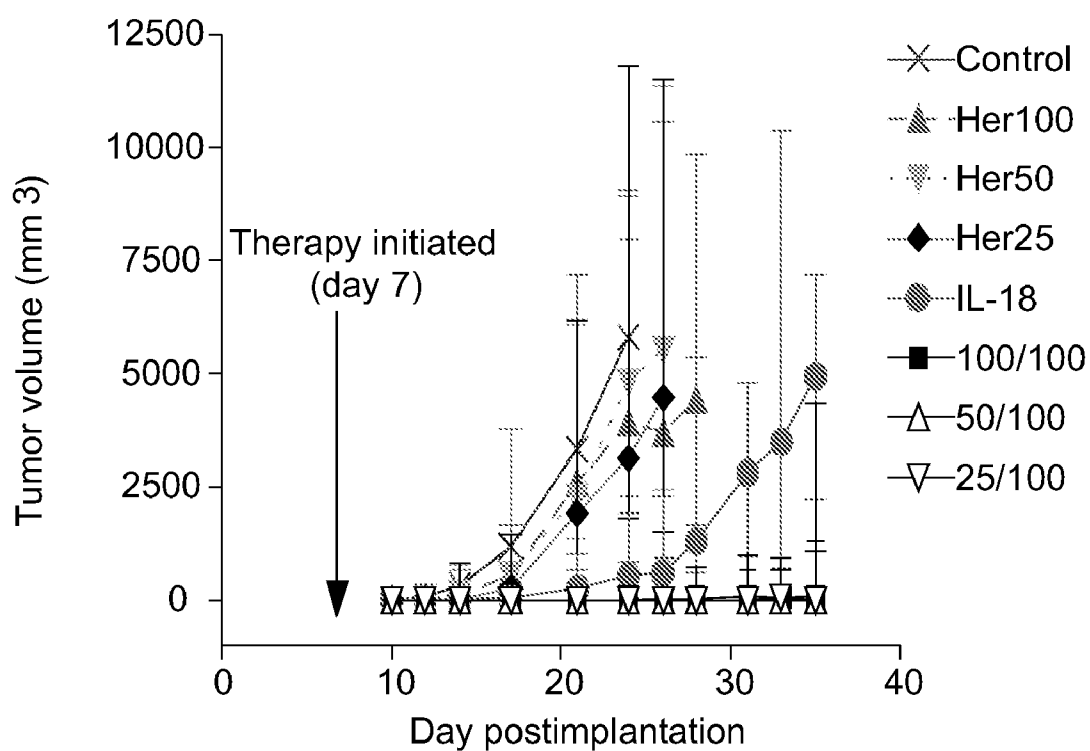 12500
10000
7500
5000
2500
0
Tumor volume (mm 3)
Therapy initiated
(day 7)
0
10
20
30
40
Day postimplantation
Control
Her100
Her50
Her25
IL-18
100/100
50/100
25/100